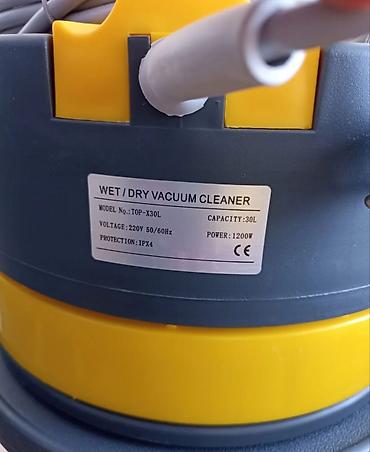 WET / DRY VACUUM CLEANER
MODEL No.:TOP-X30L CAPACITY:30L
VOLTAGE:220V 50/60Hz POWER:1200W
PROTECTION:IPX4 CE